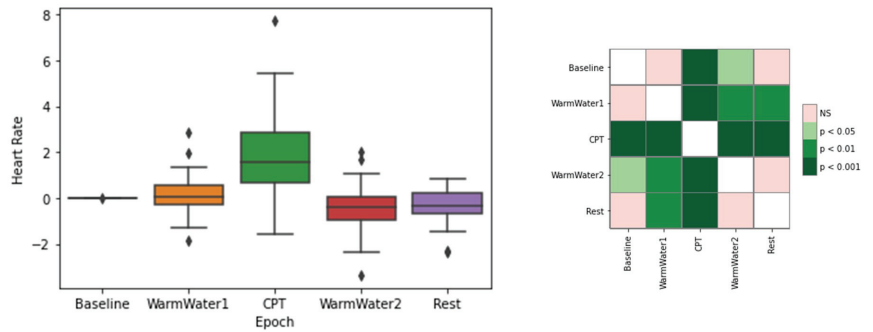 8
6
4
2
0
−2
Heart Rate
Baseline WarmWater1 CPT WarmWater2 Rest
Epoch
Baseline
WarmWater1
CPT
WarmWater2
Rest
Baseline
WarmWater1
CPT
WarmWater2
Rest
NS
p < 0.05
p < 0.01
p < 0.001